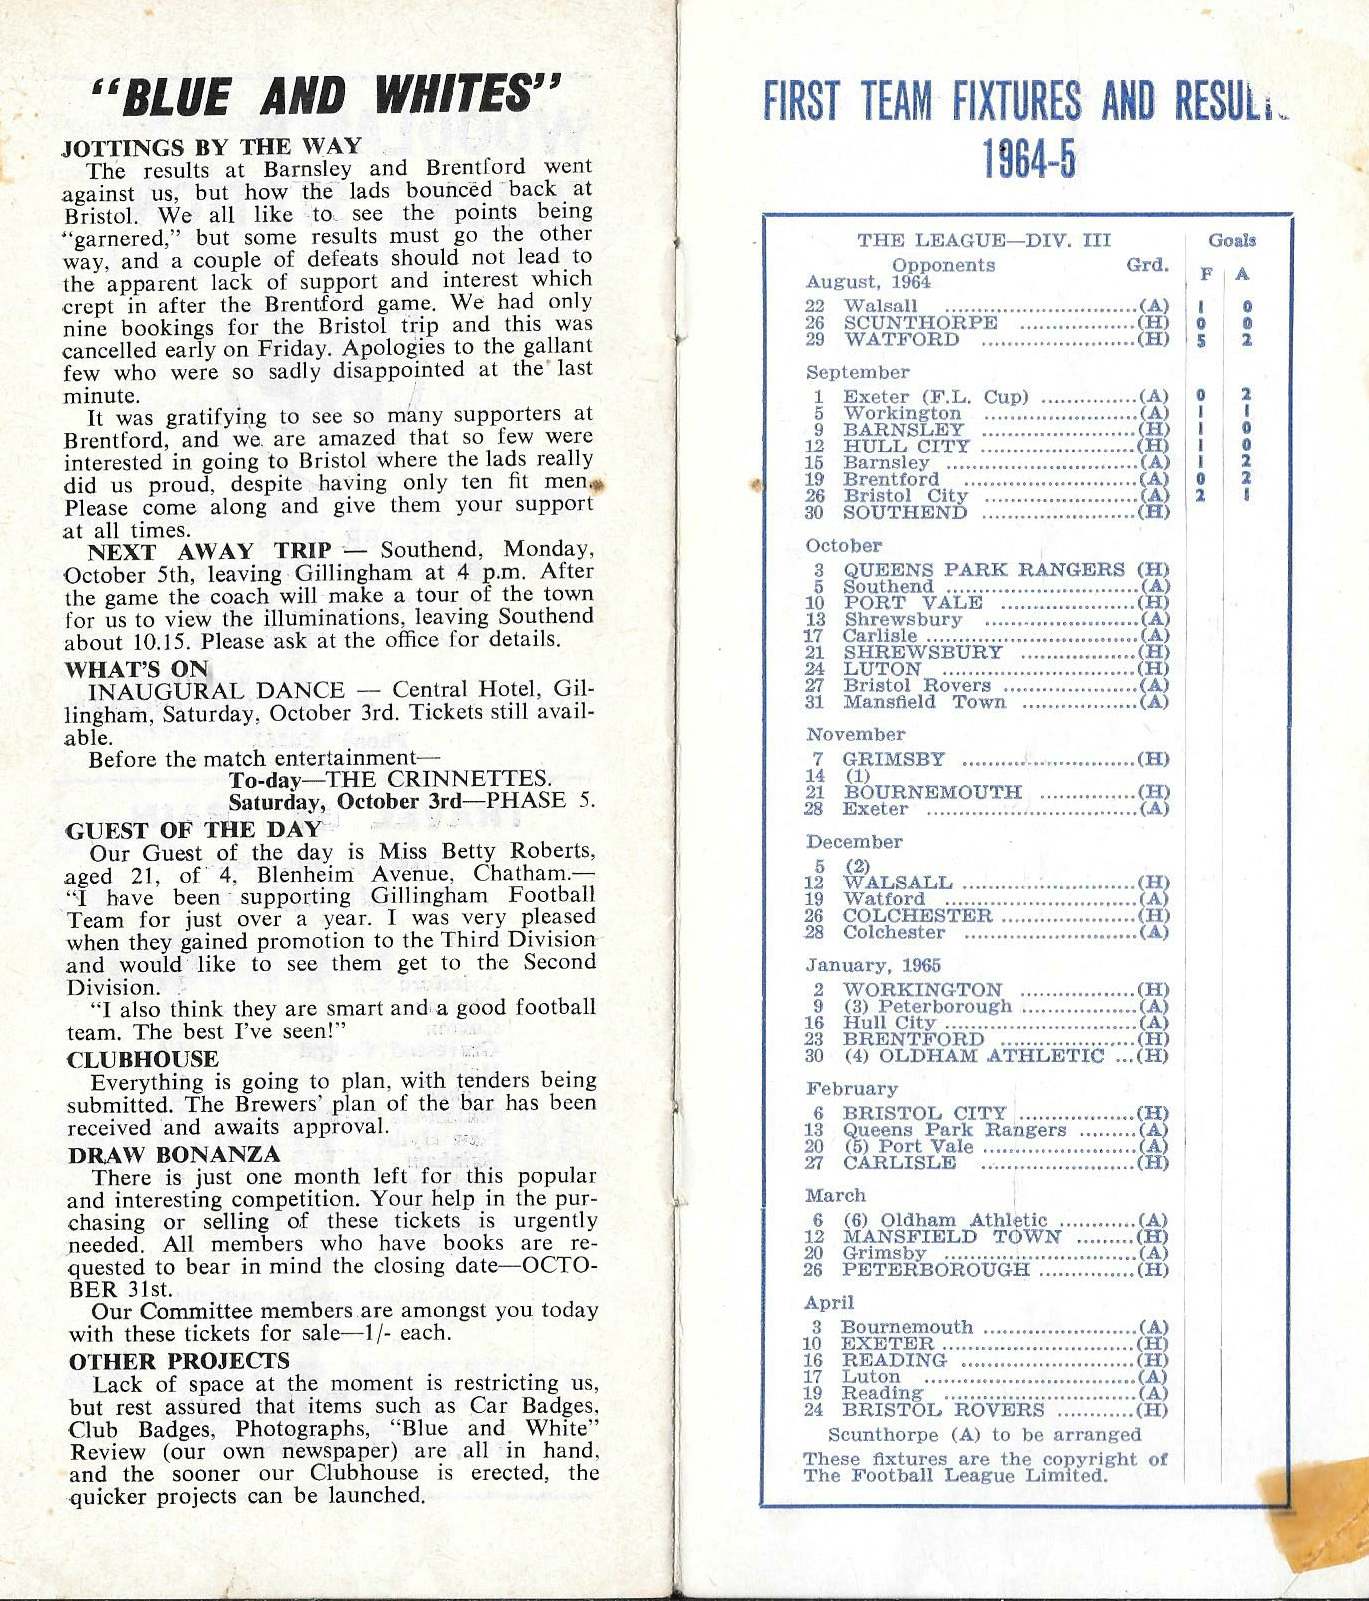 "BLUE AND WHITES"
JOTTINGS BY THE WAY
The results at Barnsley and Brentford went
against us, but how the lads bounced back at
Bristol. We all like to see the points being
"garnered," but some results must go the other
way, and a couple of defeats should not lead to
the apparent lack of support and interest which
crept in after the Brentford game. We had only
nine bookings for the Bristol trip and this was
cancelled early on Friday. Apologies to the gallant
few who were so sadly disappointed at the last
minute.
It was gratifying to see so many supporters at
Brentford, and we are amazed that so few were
interested in going to Bristol where the lads really
did us proud, despite having only ten fit men.
Please come along and give them your support
at all times.
NEXT AWAY TRIP — Southend, Monday,
October 5th, leaving Gillingham at 4 p.m. After
the game the coach will make a tour of the town
for us to view the illuminations, leaving Southend
about 10.15. Please ask at the office for details.
WHAT'S ON
INAUGURAL DANCE — Central Hotel, Gil-
lingham, Saturday, October 3rd. Tickets still avail-
able.
Before the match entertainment—
To-day—THE CRINNETTES.
Saturday, October 3rd—PHASE 5.
GUEST OF THE DAY
Our Guest of the day is Miss Betty Roberts,
aged 21, of 4, Blenheim Avenue, Chatham.—
"I have been supporting Gillingham Football
Team for just over a year. I was very pleased
when they gained promotion to the Third Division
and would like to see them get to the Second
Division.
"I also think they are smart and a good football
team. The best I've seen!"
CLUBHOUSE
Everything is going to plan, with tenders being
submitted. The Brewers' plan of the bar has been
received and awaits approval.
DRAW BONANZA
There is just one month left for this popular
and interesting competition. Your help in the pur-
chasing or selling of these tickets is urgently
needed. All members who have books are re-
quested to bear in mind the closing date—OCTO-
BER 31st.
Our Committee members are amongst you today
with these tickets for sale—1/- each.
OTHER PROJECTS
Lack of space at the moment is restricting us,
but rest assured that items such as Car Badges,
Club Badges, Photographs, "Blue and White"
Review (our own newspaper) are all in hand,
and the sooner our Clubhouse is erected, the
quicker projects can be launched.
FIRST TEAM FIXTURES AND RESULTS
1964-5
THE LEAGUE—DIV. III Goals
Opponents Grd. F A
August, 1964
22 Walsall ..............................(A) 1 0
26 SCUNTHORPE ..................(H) 0 0
29 WATFORD ........................(H) 5 2
September
1 Exeter (F.L. Cup) ...............(A) 0 2
5 Workington ........................(A) 1 1
9 BARNSLEY ........................(H) 1 0
12 HULL CITY ........................(H) 1 0
15 Barnsley ..............................(A) 1 2
19 Brentford ...........................(A) 0 2
26 Bristol City ........................(A) 2 1
30 SOUTHEND ........................(H)
October
3 QUEENS PARK RANGERS (H)
5 Southend ..............................(A)
10 PORT VALE .....................(H)
13 Shrewsbury ........................(A)
17 Carlisle .................................(A)
21 SHREWSBURY ..................(H)
24 LUTON ..............................(H)
27 Bristol Rovers .....................(A)
31 Mansfield Town ..................(A)
November
7 GRIMSBY ...........................(H)
14 (1)
21 BOURNEMOUTH ...............(H)
28 Exeter .................................(A)
December
5 (2)
12 WALSALL ...........................(H)
19 Watford ..............................(A)
26 COLCHESTER .....................(H)
28 Colchester ...........................(A)
January, 1965
2 WORKINGTON ..................(H)
9 (3) Peterborough ..................(A)
16 Hull City ..............................(A)
23 BRENTFORD .....................(H)
30 (4) OLDHAM ATHLETIC ...(H)
February
6 BRISTOL CITY ..................(H)
13 Queens Park Rangers .........(A)
20 (5) Port Vale ........................(A)
27 CARLISLE ........................(H)
March
6 (6) Oldham Athletic ............(A)
12 MANSFIELD TOWN .........(H)
20 Grimsby ..............................(A)
26 PETERBOROUGH ...............(H)
April
3 Bournemouth ........................(A)
10 EXETER ..............................(H)
16 READING ...........................(H)
17 Luton .................................(A)
19 Reading ..............................(A)
24 BRISTOL ROVERS ............(H)
Scunthorpe (A) to be arranged
These fixtures are the copyright of
The Football League Limited.